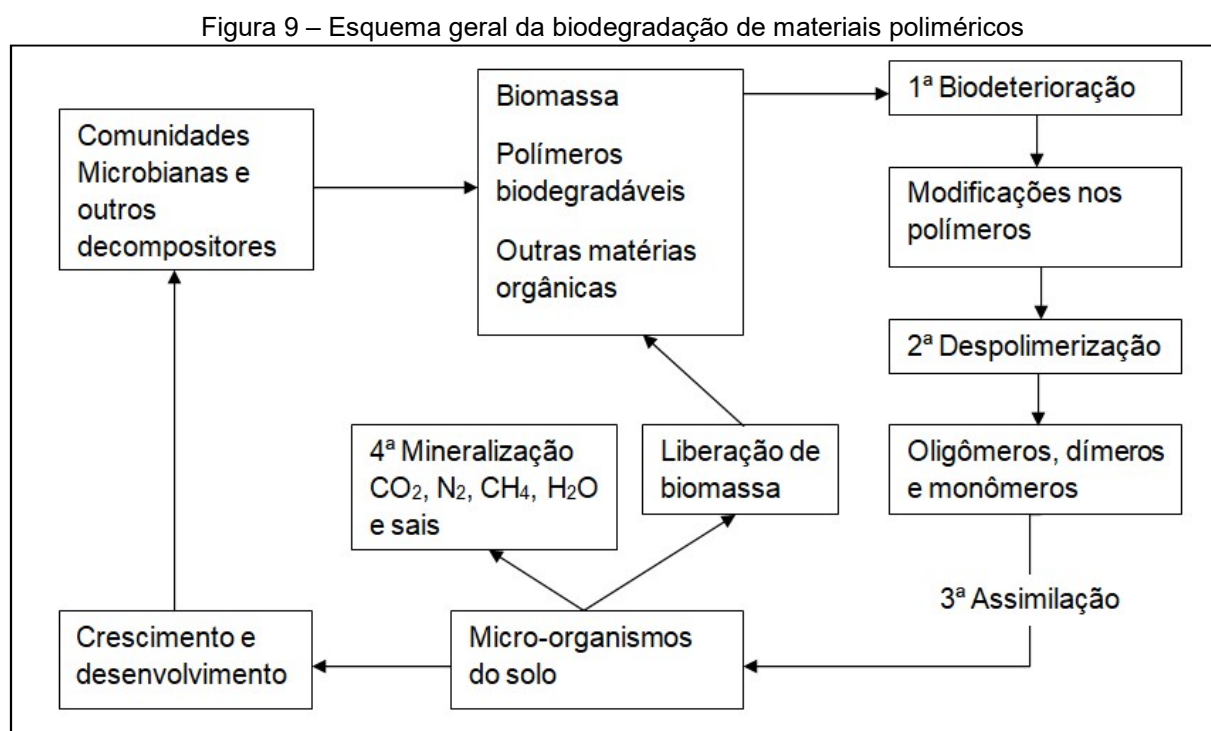 Figura 9 – Esquema geral da biodegradação de materiais poliméricos
Comunidades
Microbianas e
outros
decompositores
Biomassa
Polímeros
biodegradáveis
Outras matérias
orgânicas
1ª Biodeterioração
Modificações nos
polímeros
2ª Despolimerização
Oligômeros, dímeros
e monômeros
3ª Assimilação
4ª Mineralização
CO₂, N₂, CH₄, H₂O
e sais
Liberação de
biomassa
Micro-organismos
do solo
Crescimento e
desenvolvimento